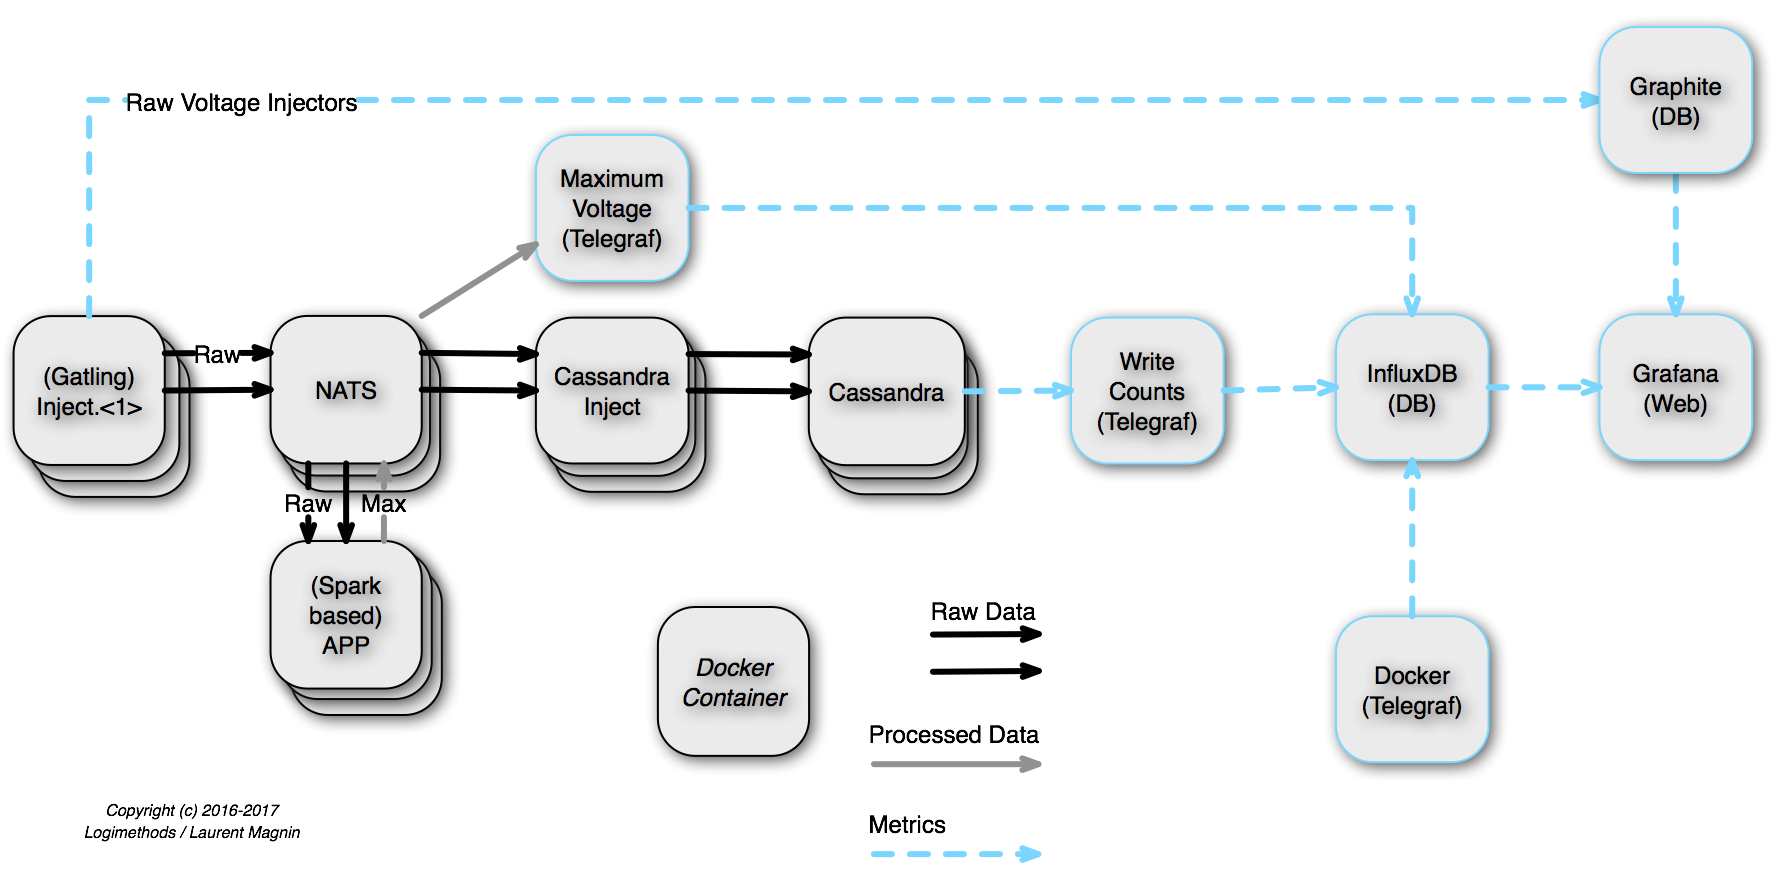 Graphite
(DB)
Raw Voltage Injectors
Maximum
Voltage
(Telegraf)
(Gatling)
Inject.<1>
Raw
NATS
Cassandra
Inject
Cassandra
Write
Counts
(Telegraf)
InfluxDB
(DB)
Grafana
(Web)
Raw
Max
(Spark
based)
APP
Docker
Container
Raw Data
Processed Data
Metrics
Docker
(Telegraf)
Copyright (c) 2016-2017
Logimethods / Laurent Magnin